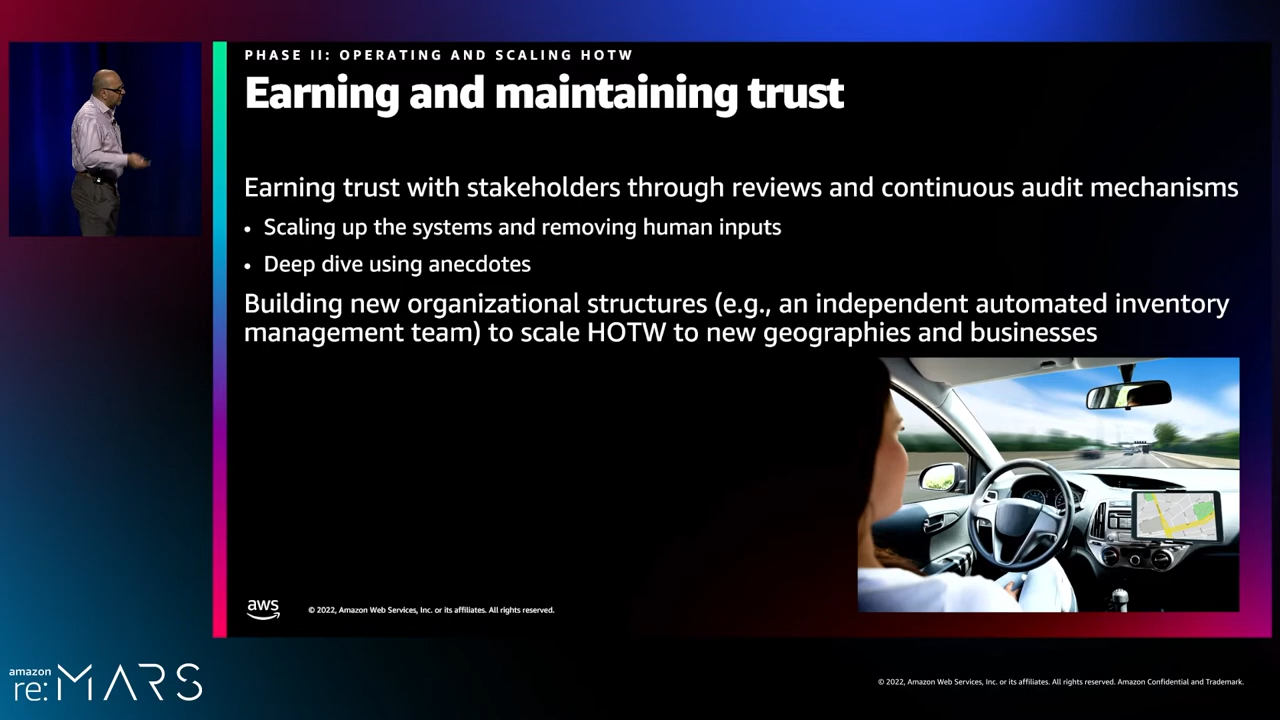 PHASE II: OPERATING AND SCALING HOTW
Earning and maintaining trust
Earning trust with stakeholders through reviews and continuous audit mechanisms
• Scaling up the systems and removing human inputs
• Deep dive using anecdotes
Building new organizational structures (e.g., an independent automated inventory
management team) to scale HOTW to new geographies and businesses
aws
© 2022, Amazon Web Services, Inc. or its affiliates. All rights reserved.
amazon
re:MARS
© 2022, Amazon Web Services, Inc. or its affiliates. All rights reserved. Amazon Confidential and Trademark.